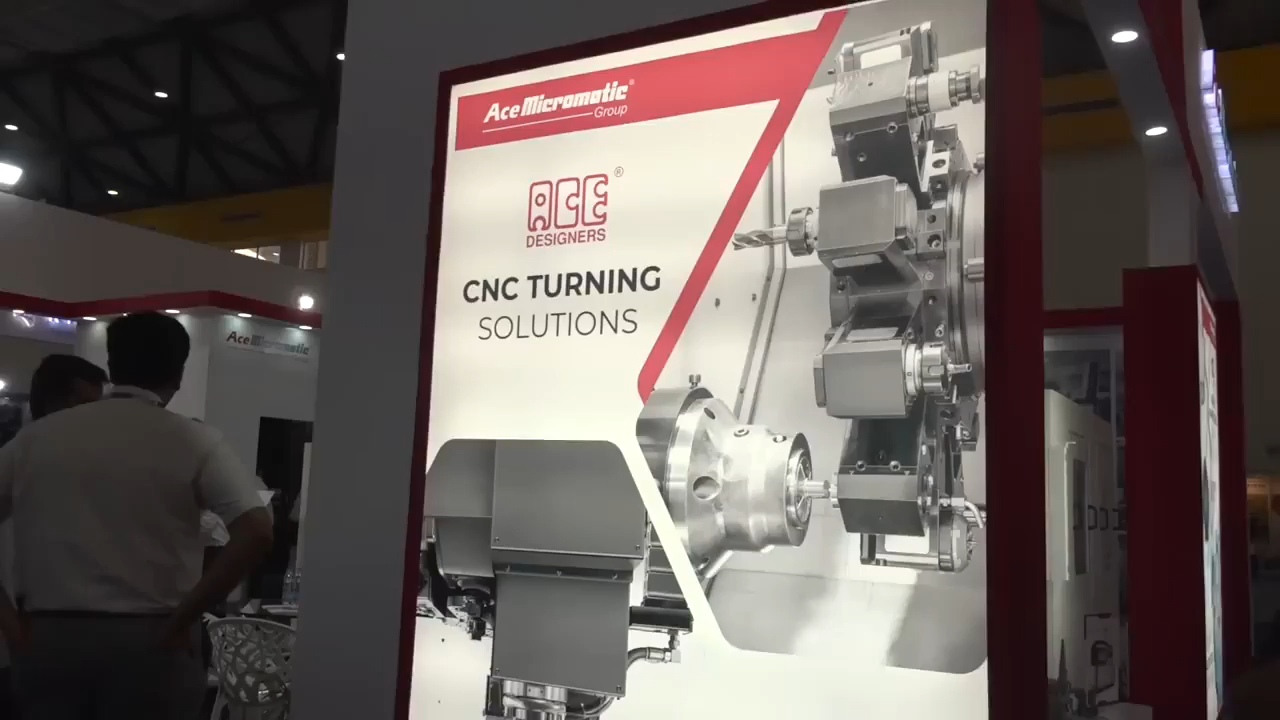 Ace Micromatic®
Group
ACE®
DESIGNERS
CNC TURNING
SOLUTIONS
Ace Micromatic